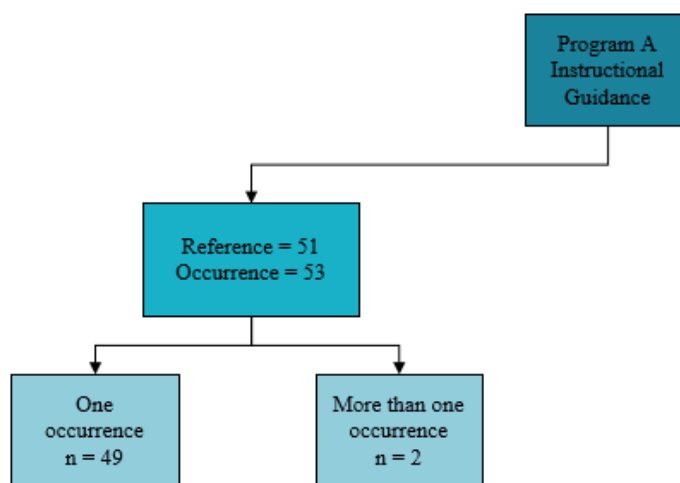 Program A
Instructional
Guidance
Reference = 51
Occurrence = 53
One
occurrence
n = 49
More than one
occurrence
n = 2